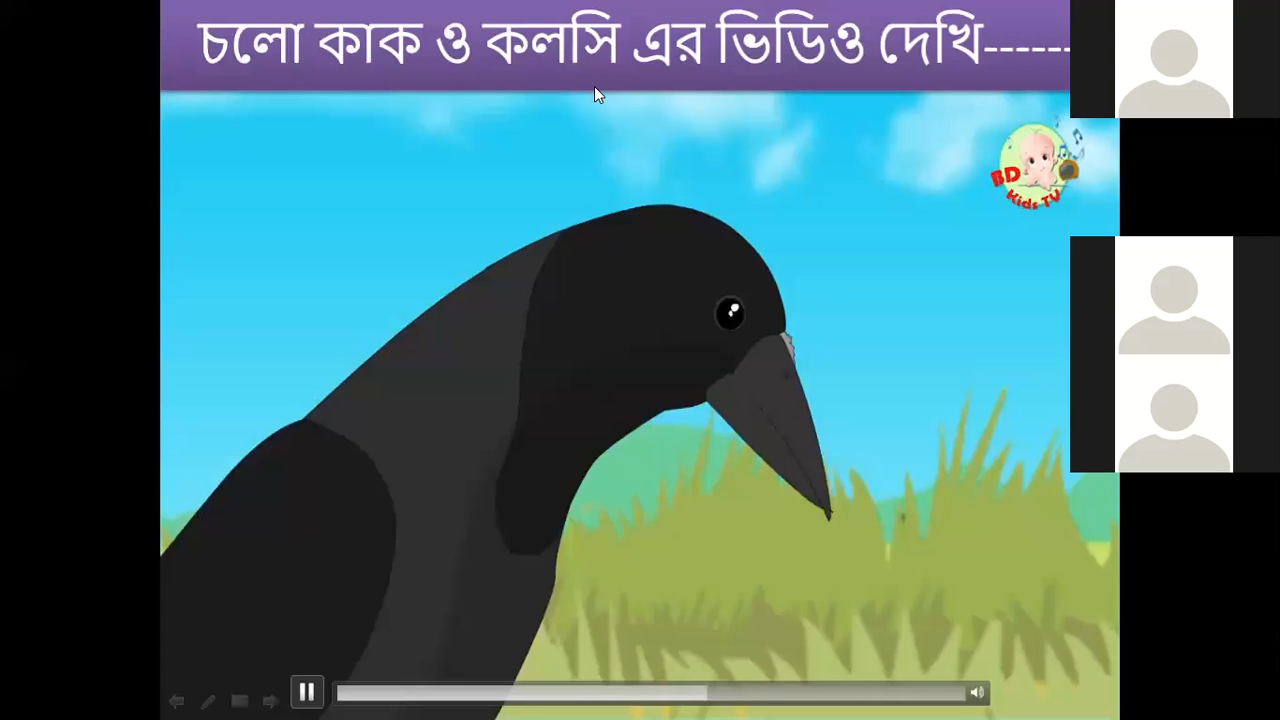 চলো কাক ও কলসি এর ভিডিও দেখি------
BD
Kids TV